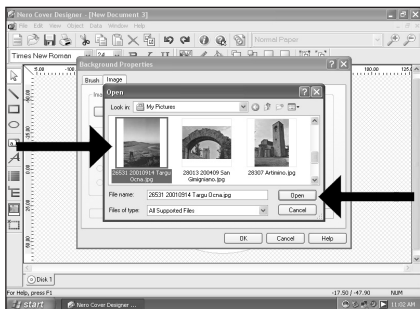 Nero Cover Designer - [New Document 3]
File Edit View Object Data Window Help
Normal Paper
Times New Roman 24
Background Properties
Brush Image
Open
Look in: My Pictures
26531 20010914 Targu Ocna.jpg
28013 200409 San Gimigniano.jpg
28307 Artimino.jpg
File name: 26531 20010914 Targu Ocna.jpg Open
Files of type: All Supported Files Cancel
OK Cancel Help
Disk 1
For Help, press F1 -17.50 / -47.90 NUM
start Nero Cover Designer ... 11:02 AM